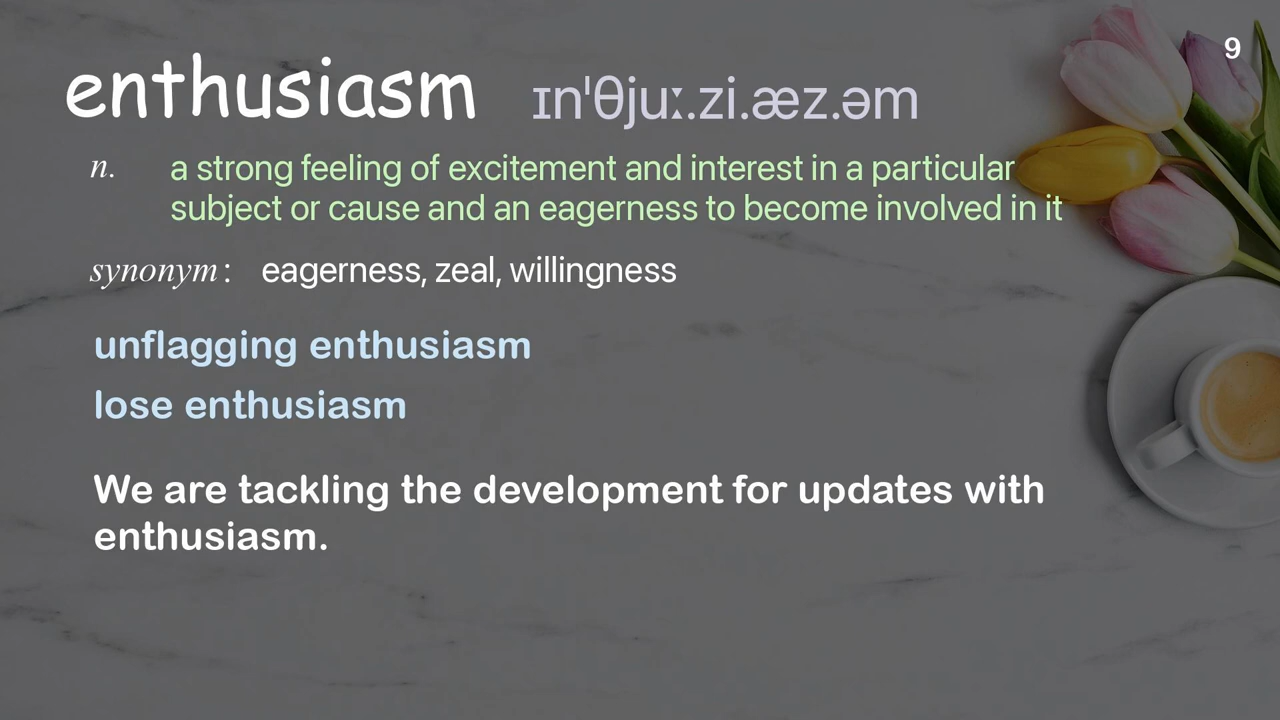 9
enthusiasm ɪnˈθjuː.zi.æz.əm
n. a strong feeling of excitement and interest in a particular
subject or cause and an eagerness to become involved in it
synonym: eagerness, zeal, willingness
unflagging enthusiasm
lose enthusiasm
We are tackling the development for updates with
enthusiasm.